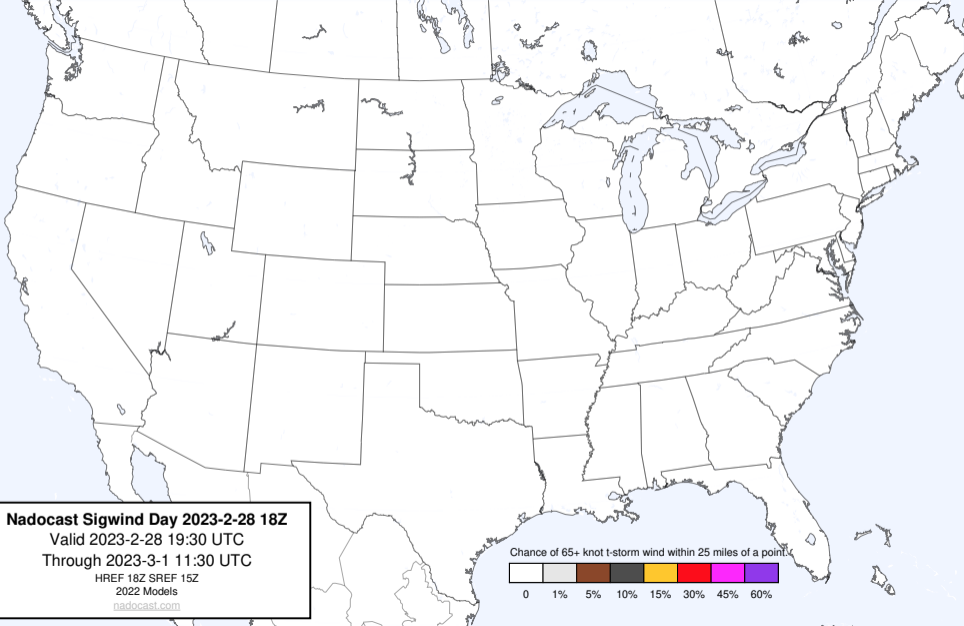 Nadocast Sigwind Day 2023-2-28 18Z
Valid 2023-2-28 19:30 UTC
Through 2023-3-1 11:30 UTC
HREF 18Z SREF 15Z
2022 Models
nadocast.com
Chance of 65+ knot t-storm wind within 25 miles of a point.
0 1% 5% 10% 15% 30% 45% 60%